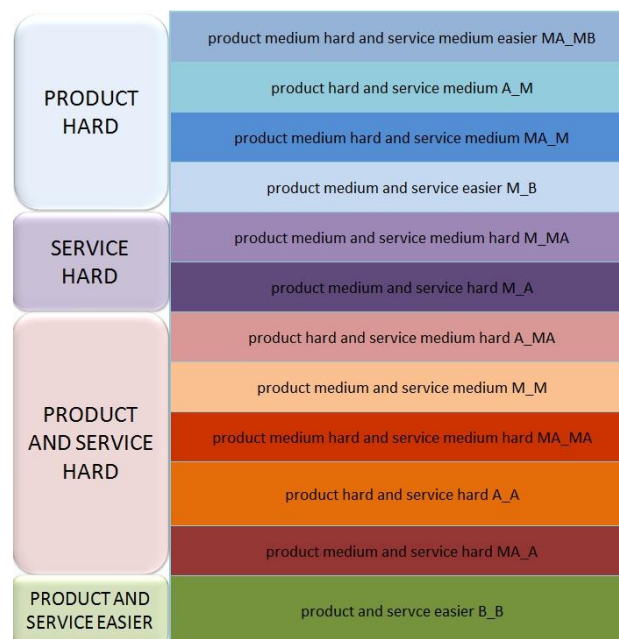 PRODUCT
HARD
product medium hard and service medium easier MA_MB
product hard and service medium A_M
product medium hard and service medium MA_M
product medium and service easier M_B
SERVICE
HARD
product medium and service medium hard M_MA
product medium and service hard M_A
PRODUCT
AND SERVICE
HARD
product hard and service medium hard A_MA
product medium and service medium M_M
product medium hard and service medium hard MA_MA
product hard and service hard A_A
product medium and service hard MA_A
PRODUCT AND
SERVICE EASIER
product and servce easier B_B